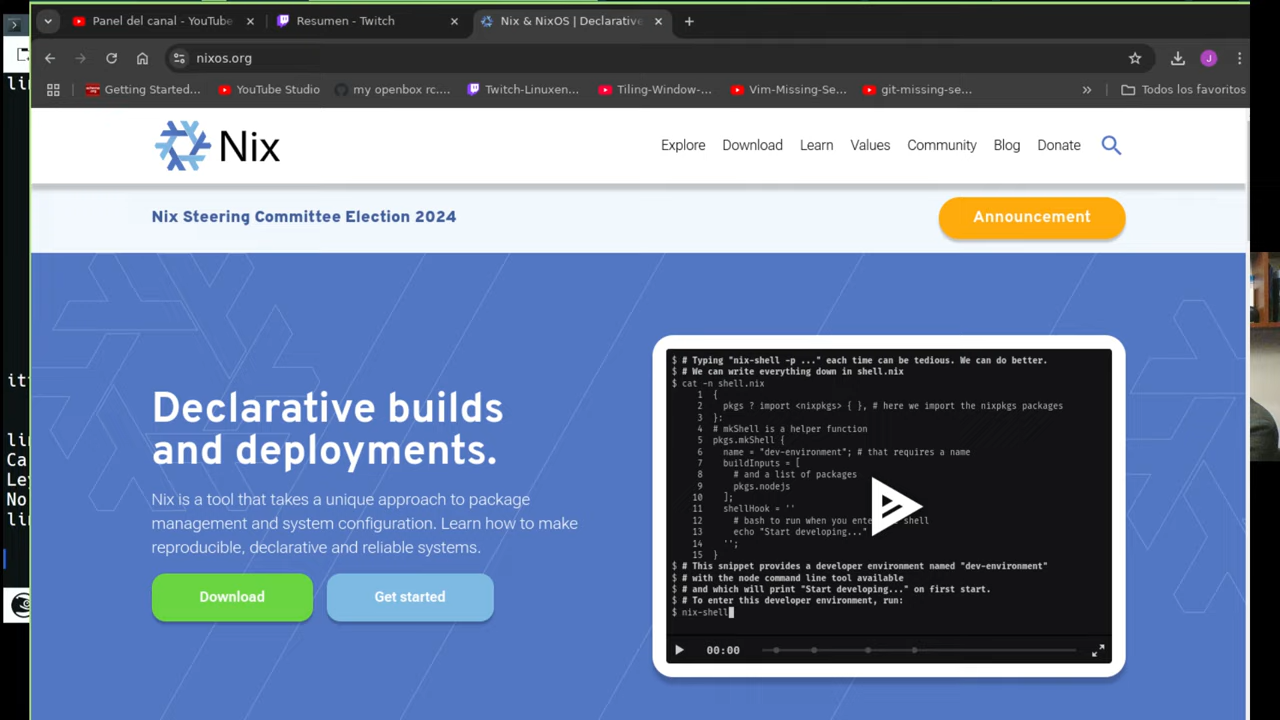 Panel del canal - YouTube
Resumen - Twitch
Nix & NixOS | Declarative
nixos.org
J
Getting Started...
YouTube Studio
my openbox rc....
Twitch-Linuxen...
Tiling-Window-...
Vim-Missing-Se...
git-missing-se...
»
Todos los favoritos
Nix
Explore
Download
Learn
Values
Community
Blog
Donate
Nix Steering Committee Election 2024
Announcement
Declarative builds
and deployments.
Nix is a tool that takes a unique approach to package
management and system configuration. Learn how to make
reproducible, declarative and reliable systems.
Download
Get started
$ # Typing "nix-shell -p ..." each time can be tedious. We can do better.
$ # We can write everything down in shell.nix
$ cat -n shell.nix
1 {
2 pkgs ? import <nixpkgs> { }, # here we import the nixpkgs packages
3 }:
4 # mkShell is a helper function
5 pkgs.mkShell {
6 name = "dev-environment"; # that requires a name
7 buildInputs = [
8 # and a list of packages
9 pkgs.nodejs
10 ];
11 shellHook = ''
12 # bash to run when you ente shell
13 echo "Start developing..."
14 '';
15 }
$ # This snippet provides a developer environment named "dev-environment"
$ # with the node command line tool available
$ # and which will print "Start developing..." on first start.
$ # To enter this developer environment, run:
$ nix-shell
00:00